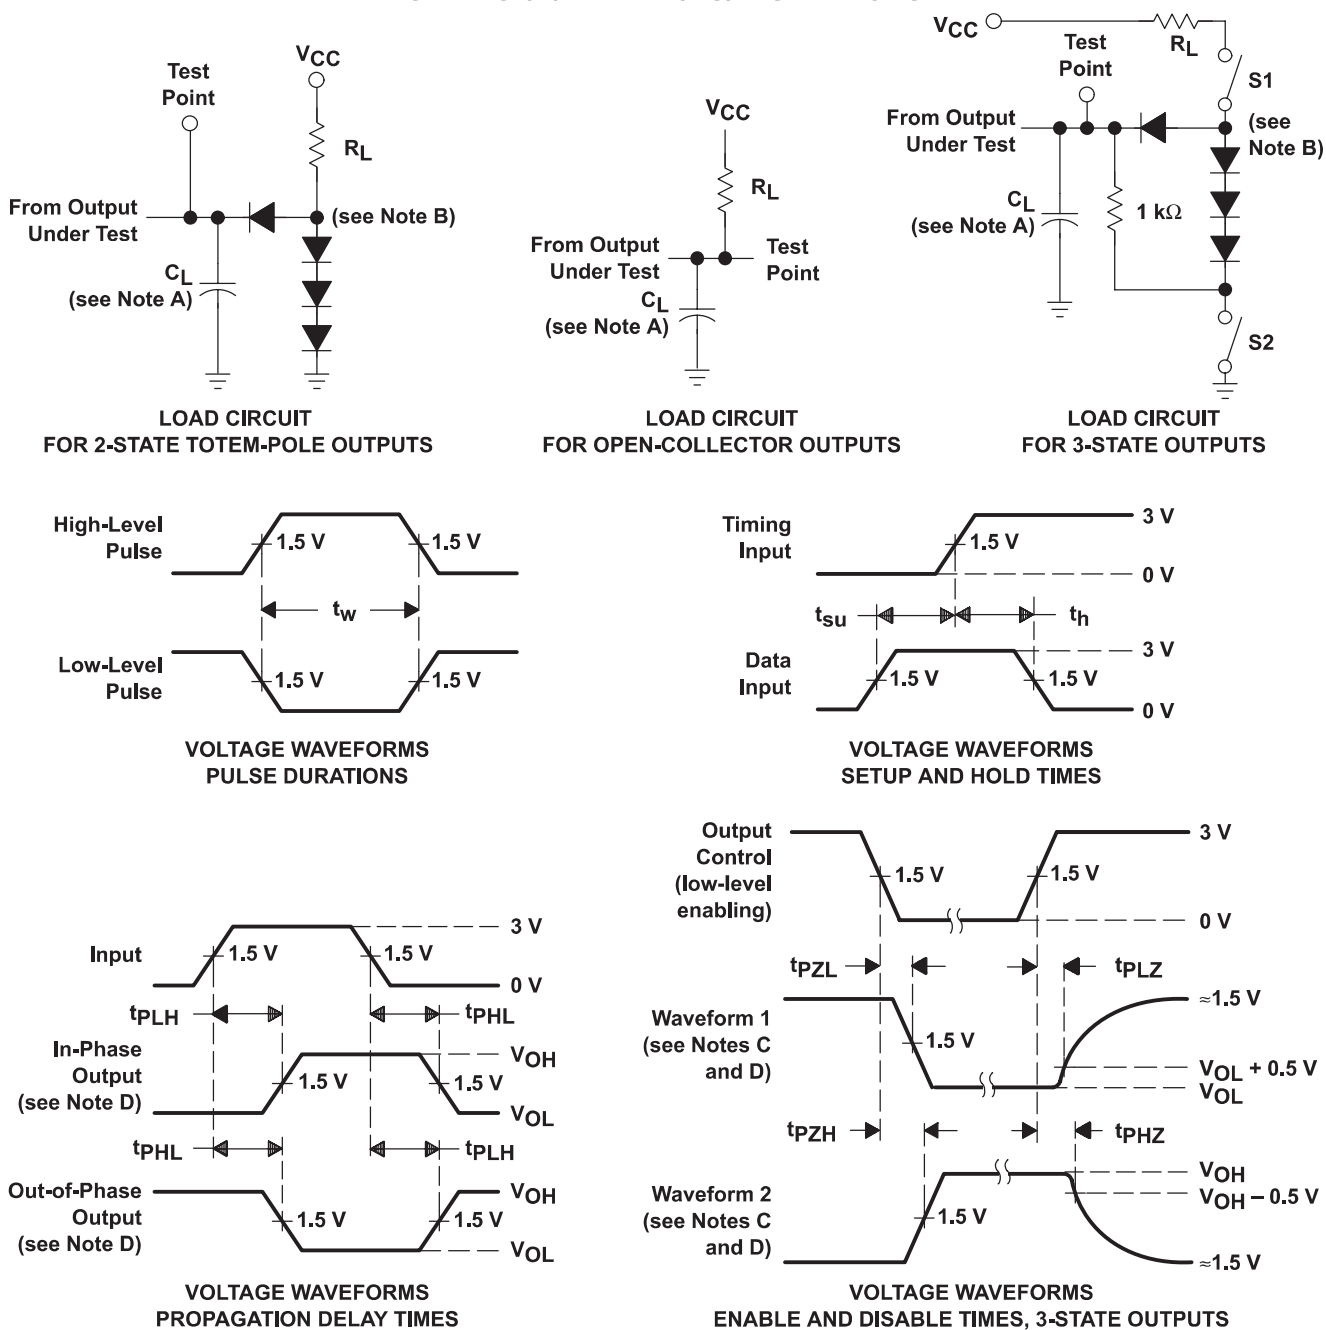 VCC
Test
Point
RL
From Output
Under Test
(see Note B)
CL
(see Note A)
LOAD CIRCUIT
FOR 2-STATE TOTEM-POLE OUTPUTS
VCC
RL
From Output
Under Test
Test
Point
CL
(see Note A)
LOAD CIRCUIT
FOR OPEN-COLLECTOR OUTPUTS
VCC
RL
Test
Point
S1
From Output
Under Test
(see
Note B)
CL
(see Note A)
1 kΩ
S2
LOAD CIRCUIT
FOR 3-STATE OUTPUTS
High-Level
Pulse
1.5 V
1.5 V
tw
Low-Level
Pulse
1.5 V
1.5 V
VOLTAGE WAVEFORMS
PULSE DURATIONS
Timing
Input
1.5 V
3 V
0 V
tsu
th
Data
Input
1.5 V
1.5 V
3 V
0 V
VOLTAGE WAVEFORMS
SETUP AND HOLD TIMES
Input
1.5 V
1.5 V
3 V
0 V
tPLH
tPHL
In-Phase
Output
(see Note D)
1.5 V
1.5 V
VOH
VOL
tPHL
tPLH
Out-of-Phase
Output
(see Note D)
1.5 V
1.5 V
VOH
VOL
VOLTAGE WAVEFORMS
PROPAGATION DELAY TIMES
Output
Control
(low-level
enabling)
1.5 V
1.5 V
3 V
0 V
tPZL
tPLZ
Waveform 1
(see Notes C
and D)
1.5 V
≈1.5 V
VOL + 0.5 V
VOL
tPZH
tPHZ
Waveform 2
(see Notes C
and D)
1.5 V
VOH
VOH – 0.5 V
≈1.5 V
VOLTAGE WAVEFORMS
ENABLE AND DISABLE TIMES, 3-STATE OUTPUTS